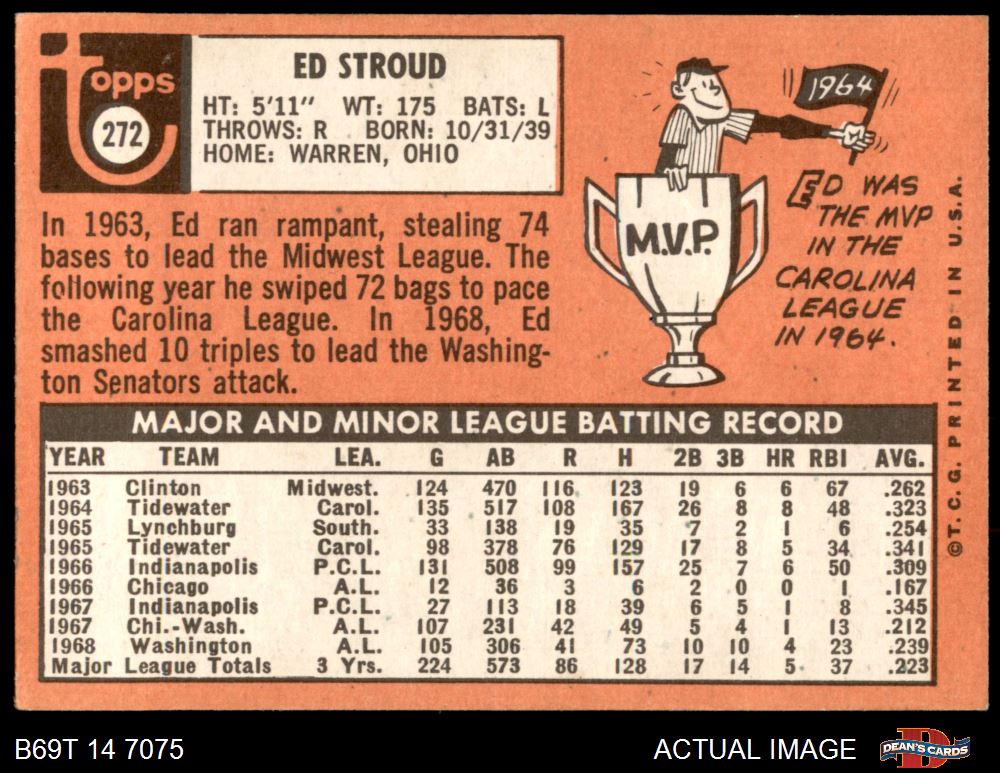 topps
272
ED STROUD
HT: 5'11" WT: 175 BATS: L
THROWS: R BORN: 10/31/39
HOME: WARREN, OHIO
In 1963, Ed ran rampant, stealing 74
bases to lead the Midwest League. The
following year he swiped 72 bags to pace
the Carolina League. In 1968, Ed
smashed 10 triples to lead the Washing-
ton Senators attack.
1964
M.V.P.
ED WAS
THE MVP
IN THE
CAROLINA
LEAGUE
IN 1964.
©T. C. G. PRINTED IN U.S.A.
MAJOR AND MINOR LEAGUE BATTING RECORD
YEAR TEAM LEA. G AB R H 2B 3B HR RBI AVG.
1963 Clinton Midwest. 124 470 116 123 19 6 6 67 .262
1964 Tidewater Carol. 135 517 108 167 26 8 8 48 .323
1965 Lynchburg South. 33 138 19 35 7 2 1 6 .254
1965 Tidewater Carol. 98 378 76 129 17 8 5 34 .341
1966 Indianapolis P.C.L. 131 508 99 157 25 7 6 50 .309
1966 Chicago A.L. 12 36 3 6 2 0 0 1 .167
1967 Indianapolis P.C.L. 27 113 18 39 6 5 1 8 .345
1967 Chi.-Wash. A.L. 107 231 42 49 5 4 1 13 .212
1968 Washington A.L. 105 306 41 73 10 10 4 23 .239
Major League Totals 3 Yrs. 224 573 86 128 17 14 5 37 .223
B69T 14 7075
ACTUAL IMAGE
DEAN'S CARDS